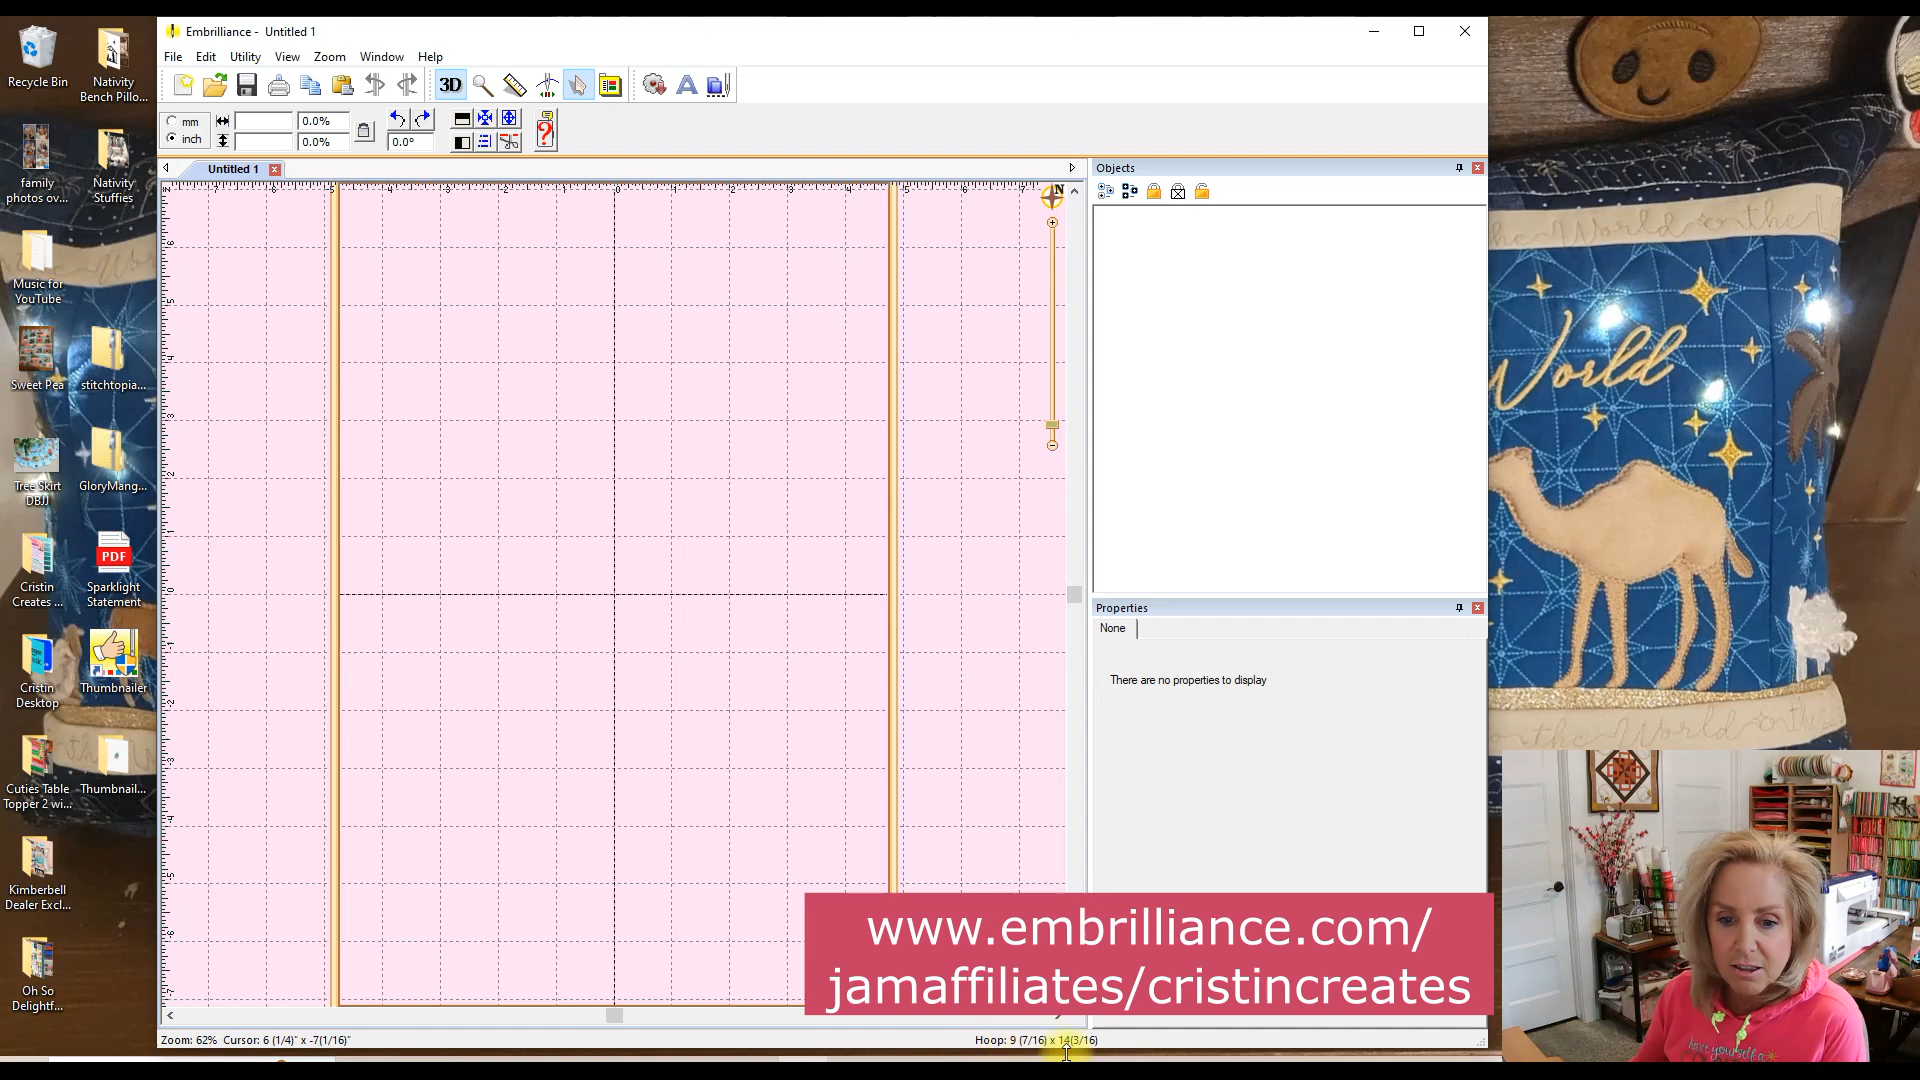 Embrilliance - Untitled 1
File Edit Utility View Zoom Window Help
3D
mm
inch
0.0%
0.0%
0.0°
Untitled 1
N
Objects
Properties
None
There are no properties to display
Zoom: 62% Cursor: 6 (1/4)" x -7(1/16)"
Hoop: 9 (7/16) x 14(3/16)
www.embrilliance.com/
jamaffiliates/cristincreates
Recycle Bin
Nativity
Bench Pillo...
family
photos ov...
Nativity
Stuffies
Music for
YouTube
Sweet Pea
stitchtopia...
Tree Skirt
DBJJ
GloryMang...
Cristin
Creates ...
PDF
Sparklight
Statement
Cristin
Desktop
Thumbnailer
Cuties Table
Topper 2 wi...
Thumbnail...
Kimberbell
Dealer Excl...
Oh So
Delightf...
World
have yourself a